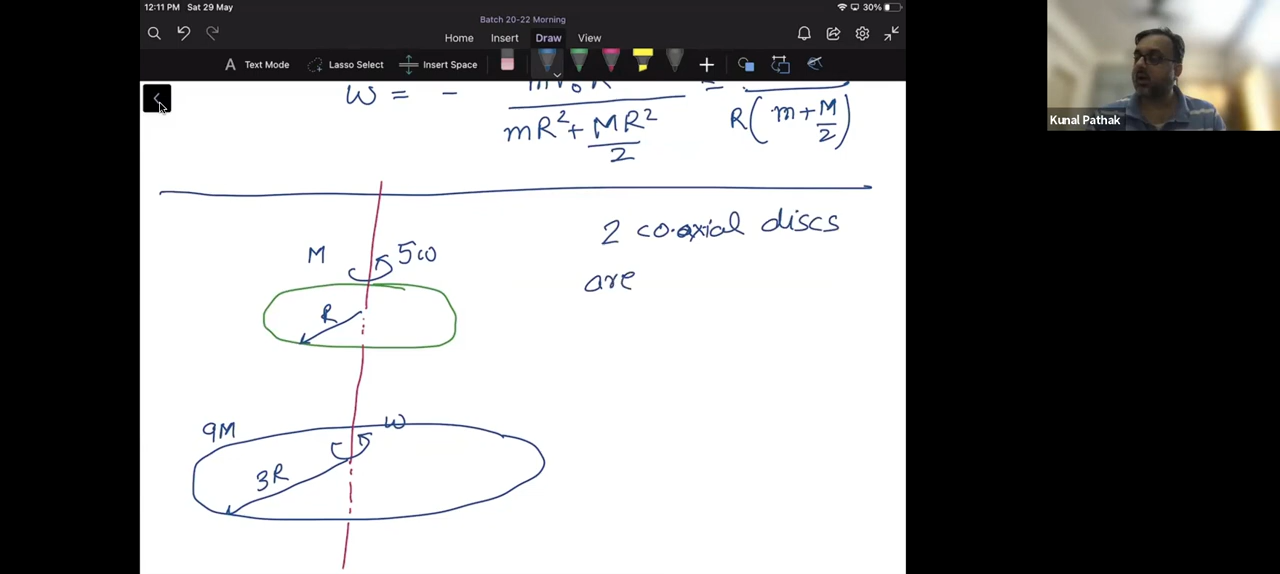 12:11 PM Sat 29 May
30%
Batch 20-22 Morning
Home Insert Draw View
Text Mode Lasso Select Insert Space
Kunal Pathak
ω = -
mR² + MR²/2
=
R(m + M/2)
2 co-axial discs
are
M
5ω
R
9M
ω
3R